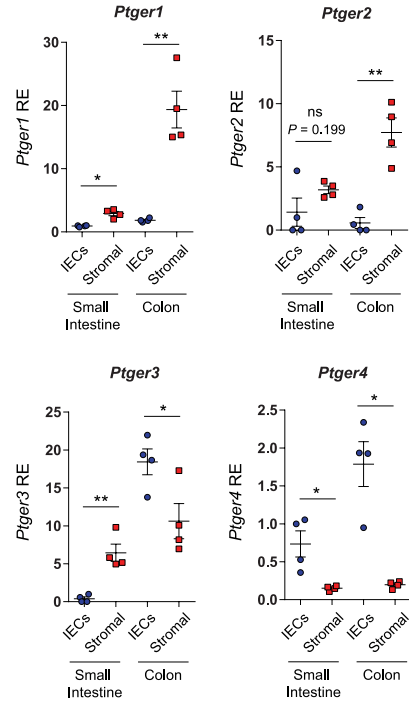 Ptger1
Ptger1 RE
30
20
10
0
*
**
IECs
Stromal
IECs
Stromal
Small
Intestine
Colon
Ptger2
Ptger2 RE
15
10
5
0
ns
P = 0.199
**
IECs
Stromal
IECs
Stromal
Small
Intestine
Colon
Ptger3
Ptger3 RE
25
20
15
10
5
0
**
*
IECs
Stromal
IECs
Stromal
Small
Intestine
Colon
Ptger4
Ptger4 RE
2.5
2.0
1.5
1.0
0.5
0.0
*
*
IECs
Stromal
IECs
Stromal
Small
Intestine
Colon